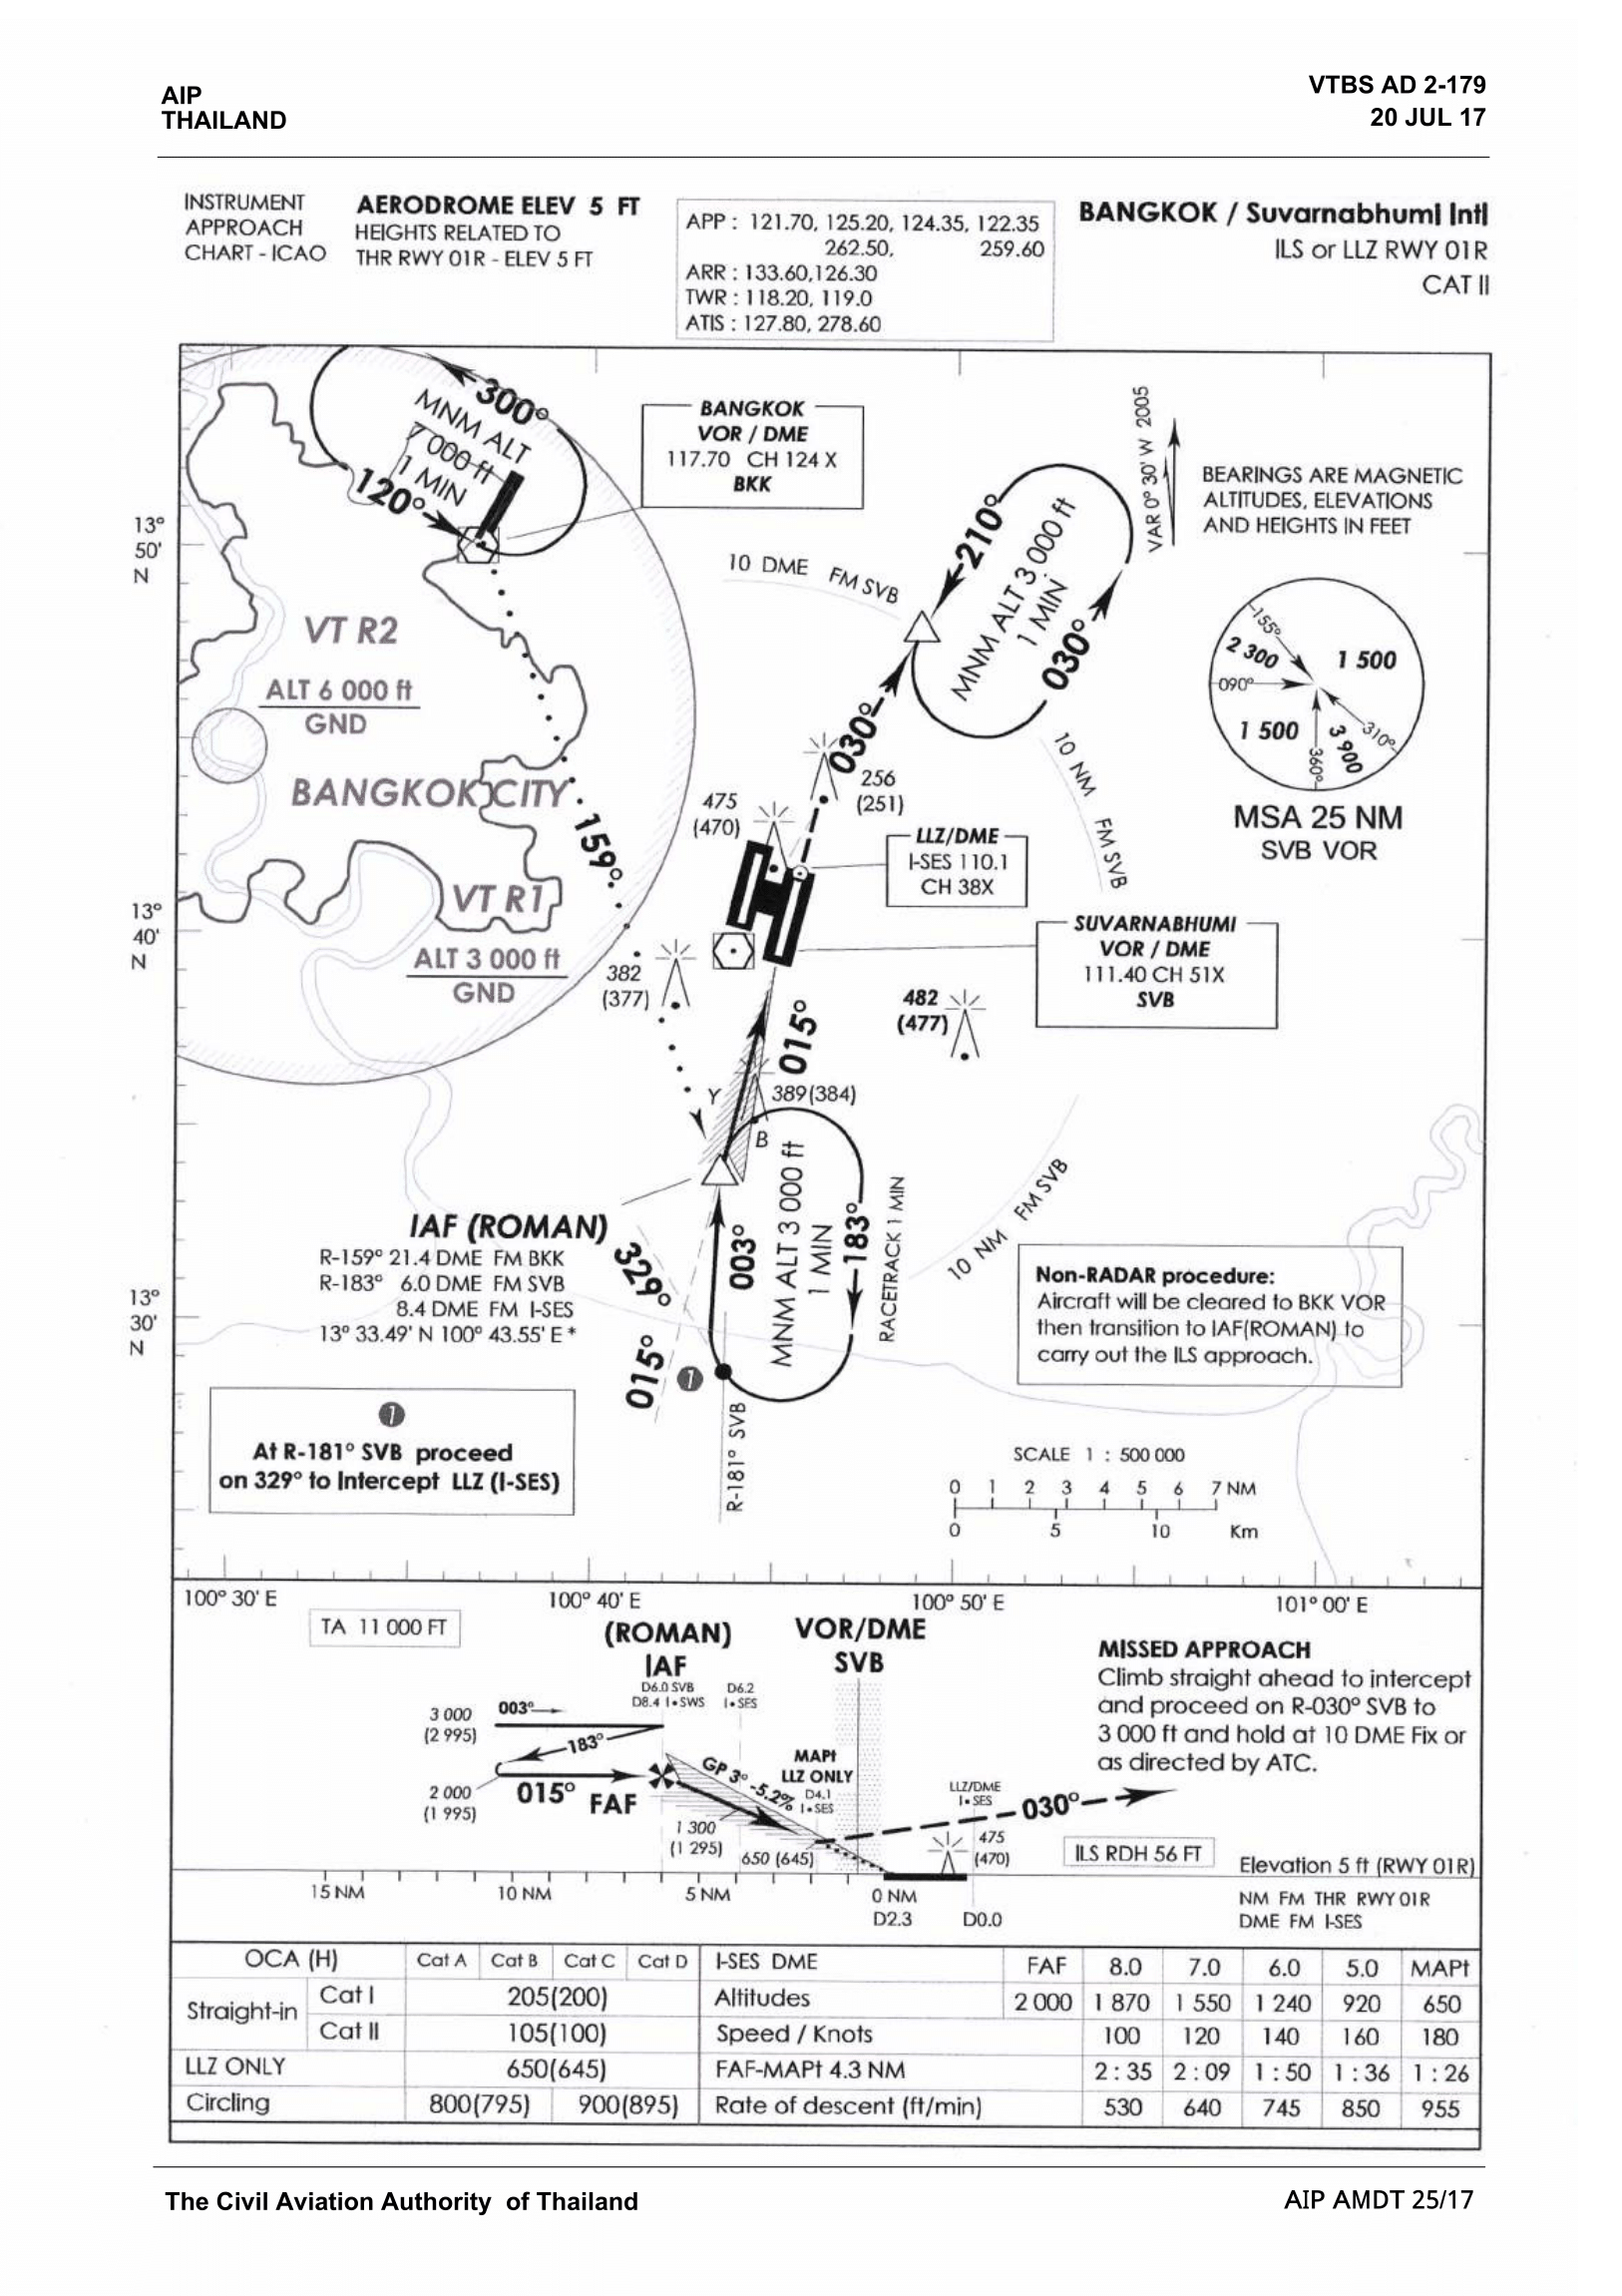 AIP
THAILAND
VTBS AD 2-179
20 JUL 17
INSTRUMENT
APPROACH
CHART - ICAO
AERODROME ELEV 5 FT
HEIGHTS RELATED TO
THR RWY 01R - ELEV 5 FT
APP : 121.70, 125.20, 124.35, 122.35
262.50, 259.60
ARR : 133.60,126.30
TWR : 118.20, 119.0
ATIS : 127.80, 278.60
BANGKOK / Suvarnabhumi Intl
ILS or LLZ RWY 01R
CAT II
300°
MNM ALT
7 000 ft
1 MIN
120°
BANGKOK
VOR / DME
117.70 CH 124 X
BKK
210°
MNM ALT 3 000 ft
1 MIN
030°
VAR 0° 30' W 2005
BEARINGS ARE MAGNETIC
ALTITUDES, ELEVATIONS
AND HEIGHTS IN FEET
13°
50'
N
10 DME FM SVB
VT R2
ALT 6 000 ft
GND
155°
2 300
1 500
090°
1 500
3 900
310°
360°
MSA 25 NM
SVB VOR
030°
10 NM FM SVB
256
(251)
BANGKOK CITY
475
(470)
159°
LLZ/DME
I-SES 110.1
CH 38X
VT R1
ALT 3 000 ft
GND
13°
40'
N
SUVARNABHUMI
VOR / DME
111.40 CH 51X
SVB
382
(377)
482
(477)
015°
Y
389(384)
B
MNM ALT 3 000 ft
1 MIN
003°
183°
RACETRACK 1 MIN
10 NM FM SVB
IAF (ROMAN)
R-159° 21.4 DME FM BKK
R-183° 6.0 DME FM SVB
8.4 DME FM I-SES
13° 33.49' N 100° 43.55' E *
329°
015°
1
13°
30'
N
Non-RADAR procedure:
Aircraft will be cleared to BKK VOR
then transition to IAF(ROMAN) to
carry out the ILS approach.
1
At R-181° SVB proceed
on 329° to Intercept LLZ (I-SES)
R-181° SVB
SCALE 1 : 500 000
0 1 2 3 4 5 6 7 NM
0 5 10 Km
100° 30' E
100° 40' E
100° 50' E
101° 00' E
TA 11 000 FT
(ROMAN)
IAF
D6.0 SVB
D8.4 I•SWS
D6.2
I•SES
VOR/DME
SVB
MISSED APPROACH
Climb straight ahead to intercept
and proceed on R-030° SVB to
3 000 ft and hold at 10 DME Fix or
as directed by ATC.
3 000
(2 995)
003°
183°
2 000
(1 995)
015°
FAF
GP 3° -5.2%
MAPt
LLZ ONLY
D4.1
I•SES
1 300
(1 295)
650 (645)
LLZ/DME
I•SES
030°
475
(470)
ILS RDH 56 FT
Elevation 5 ft (RWY 01R)
15 NM
10 NM
5 NM
0 NM
D2.3
D0.0
NM FM THR RWY 01R
DME FM I-SES
OCA (H) Cat A Cat B Cat C Cat D
Straight-in
Cat I 205(200)
Cat II 105(100)
LLZ ONLY 650(645)
Circling 800(795) 900(895)
I-SES DME FAF 8.0 7.0 6.0 5.0 MAPt
Altitudes 2 000 1 870 1 550 1 240 920 650
Speed / Knots 100 120 140 160 180
FAF-MAPt 4.3 NM 2 : 35 2 : 09 1 : 50 1 : 36 1 : 26
Rate of descent (ft/min) 530 640 745 850 955
The Civil Aviation Authority of Thailand
AIP AMDT 25/17